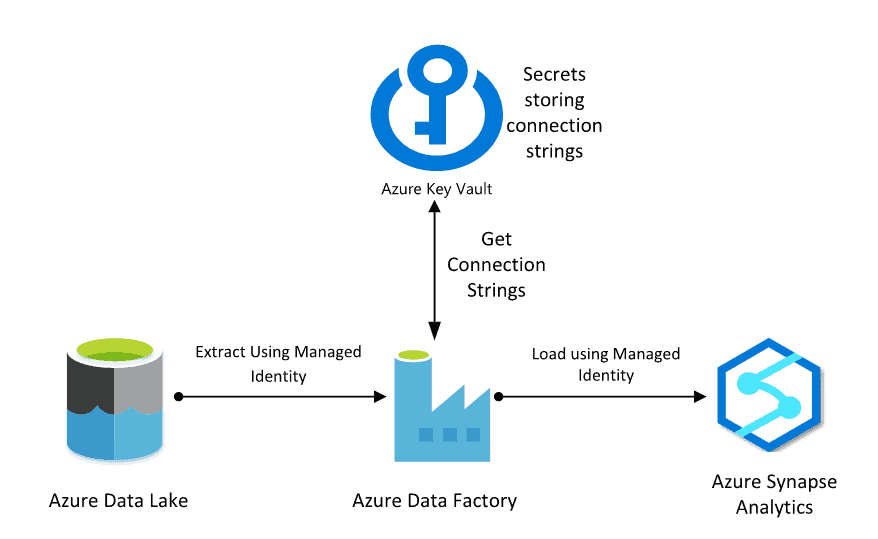 Secrets
storing
connection
strings
Azure Key Vault
Get
Connection
Strings
Extract Using Managed
Identity
Load using Managed
Identity
Azure Data Lake
Azure Data Factory
Azure Synapse
Analytics